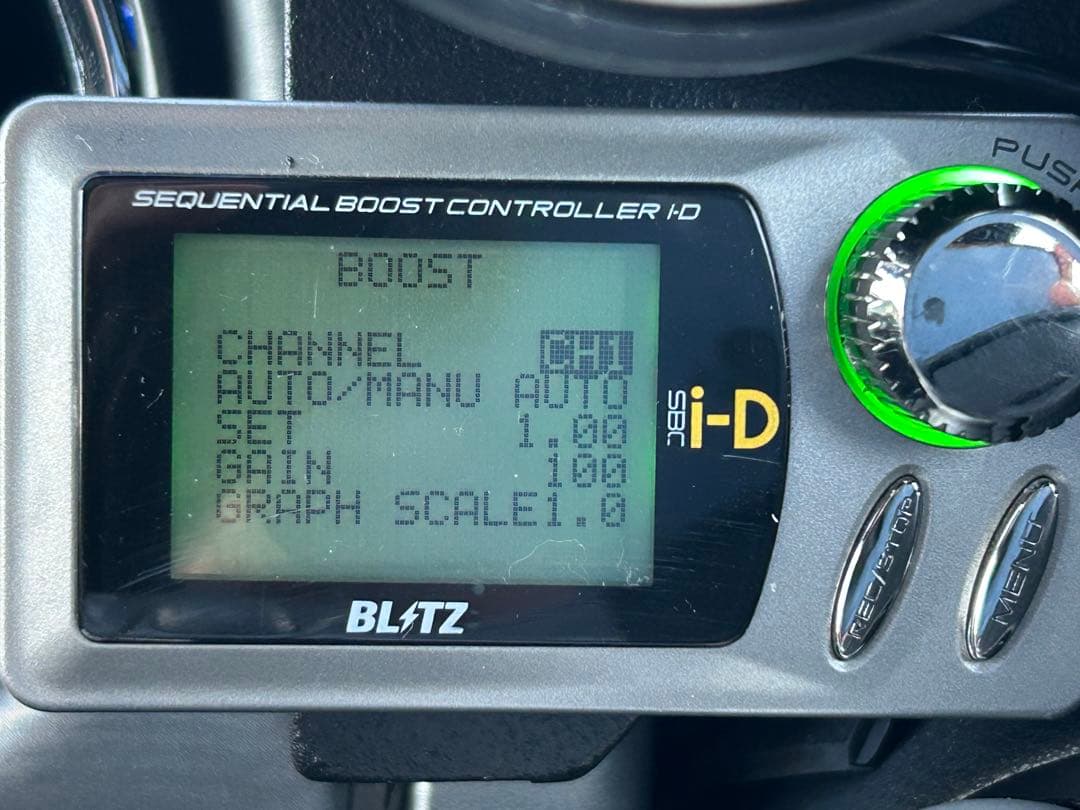 PUSH
SEQUENTIAL BOOST CONTROLLER i-D
BOOST
CHANNEL CH1
AUTO/MANU AUTO
SET 1.00
GAIN 100
GRAPH SCALE1.0
SBC i-D
BLITZ
REC/STOP
MENU